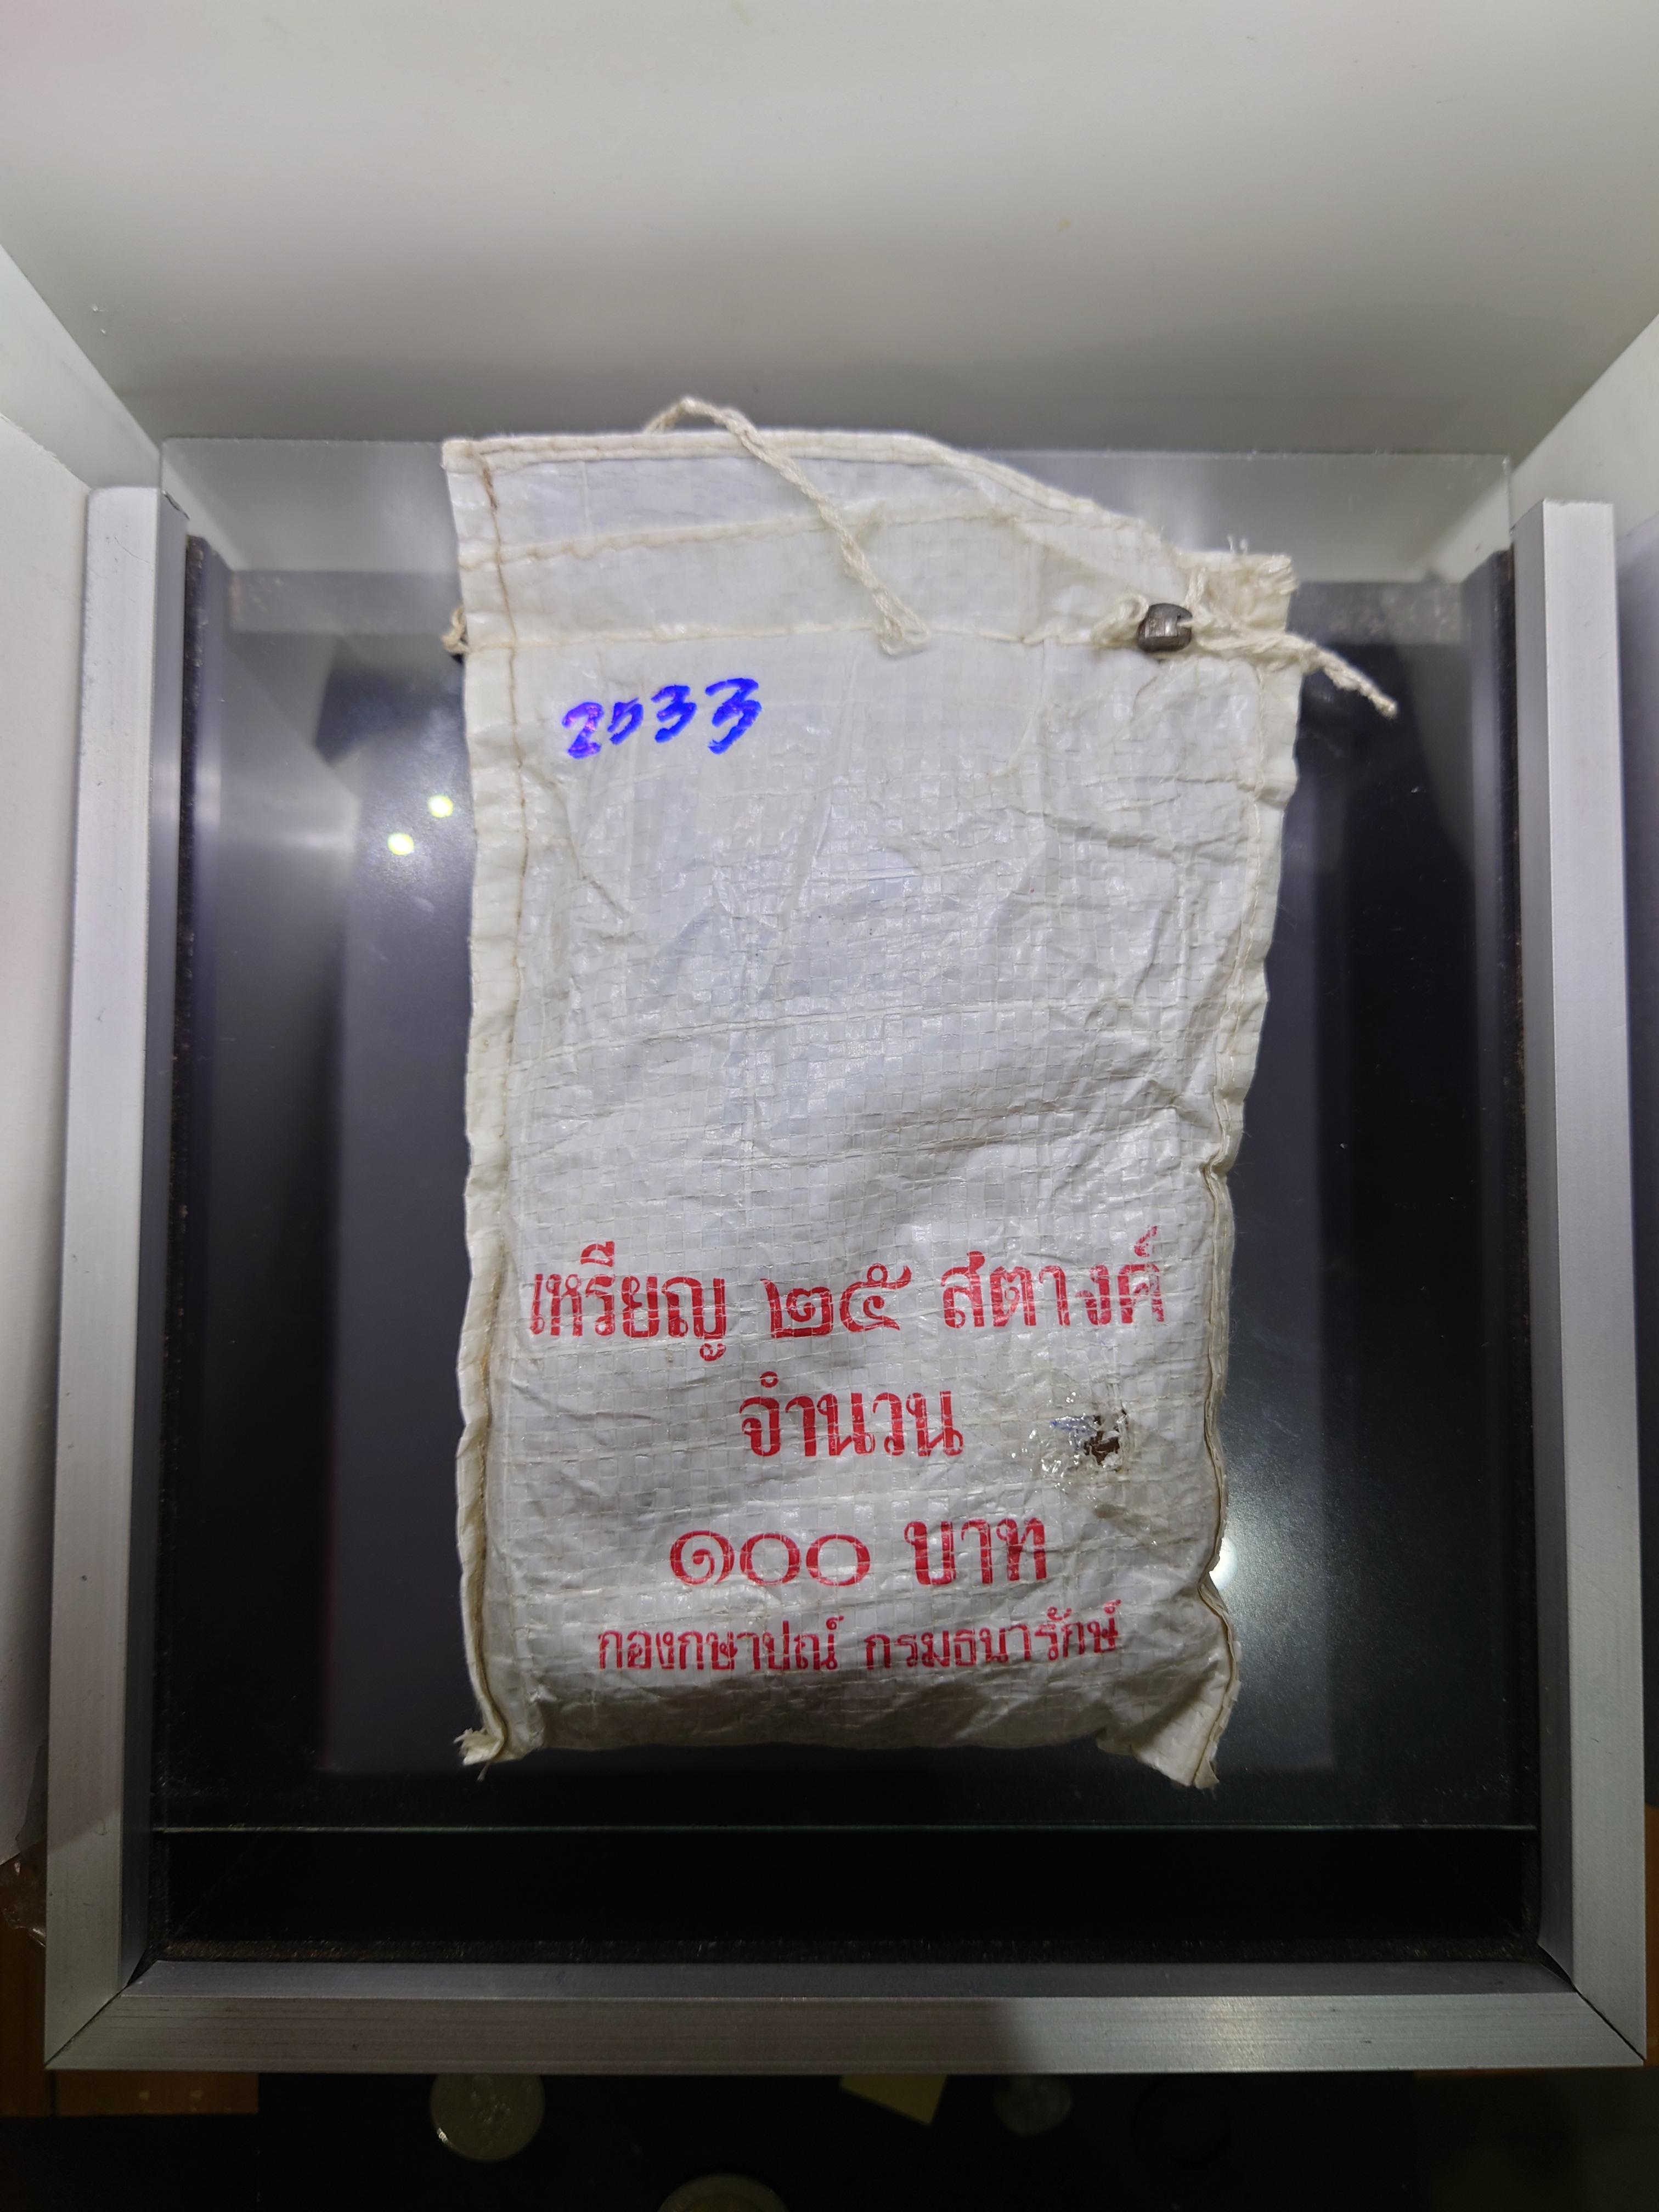 2533
เหรียญ ๒๕ สตางค์
จำนวน
๑๐๐ บาท
กองกษาปณ์ กรมธนารักษ์